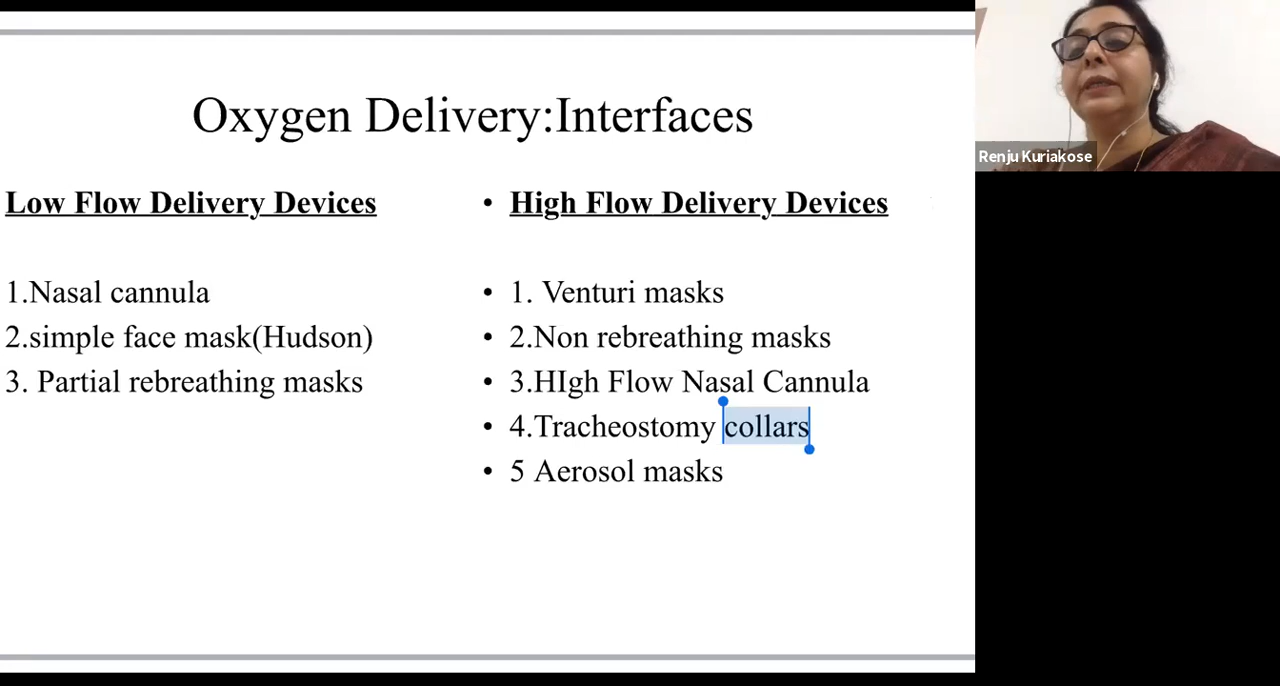 Oxygen Delivery:Interfaces
Low Flow Delivery Devices
1.Nasal cannula
2.simple face mask(Hudson)
3. Partial rebreathing masks
• High Flow Delivery Devices
• 1. Venturi masks
• 2.Non rebreathing masks
• 3.HIgh Flow Nasal Cannula
• 4.Tracheostomy collars
• 5 Aerosol masks
Renju Kuriakose